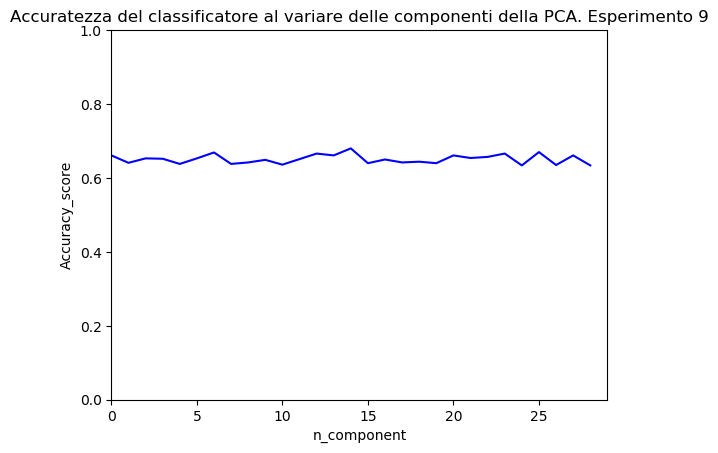 Accuratezza del classificatore al variare delle componenti della PCA. Esperimento 9
1.0
0.8
0.6
0.4
0.2
0.0
Accuracy_score
0 5 10 15 20 25
n_component